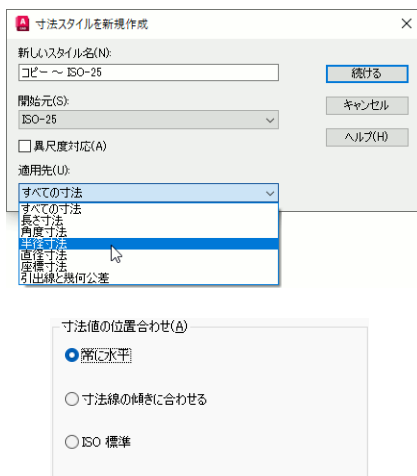 寸法スタイルを新規作成
新しいスタイル名(N):
コピー ～ ISO-25
続ける
開始元(S):
キャンセル
ISO-25
異尺度対応(A)
ヘルプ(H)
適用先(U):
すべての寸法
すべての寸法
長さ寸法
角度寸法
半径寸法
直径寸法
座標寸法
引出線と幾何公差
寸法値の位置合わせ(A)
常に水平
寸法線の傾きに合わせる
ISO 標準